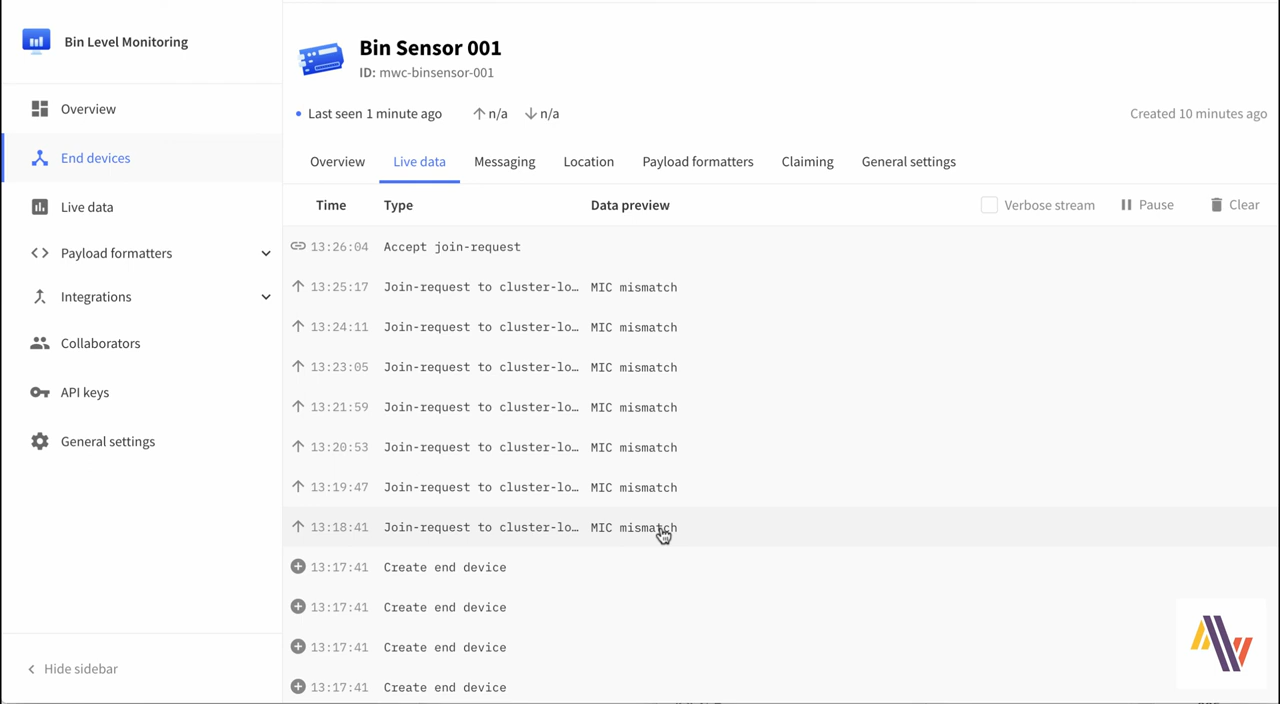 Bin Level Monitoring
Overview
End devices
Live data
Payload formatters
Integrations
Collaborators
API keys
General settings
Hide sidebar
Bin Sensor 001
ID: mwc-binsensor-001
Last seen 1 minute ago n/a n/a Created 10 minutes ago
Overview Live data Messaging Location Payload formatters Claiming General settings
Time Type Data preview Verbose stream Pause Clear
13:26:04 Accept join-request
13:25:17 Join-request to cluster-lo… MIC mismatch
13:24:11 Join-request to cluster-lo… MIC mismatch
13:23:05 Join-request to cluster-lo… MIC mismatch
13:21:59 Join-request to cluster-lo… MIC mismatch
13:20:53 Join-request to cluster-lo… MIC mismatch
13:19:47 Join-request to cluster-lo… MIC mismatch
13:18:41 Join-request to cluster-lo… MIC mismatch
13:17:41 Create end device
13:17:41 Create end device
13:17:41 Create end device
13:17:41 Create end device